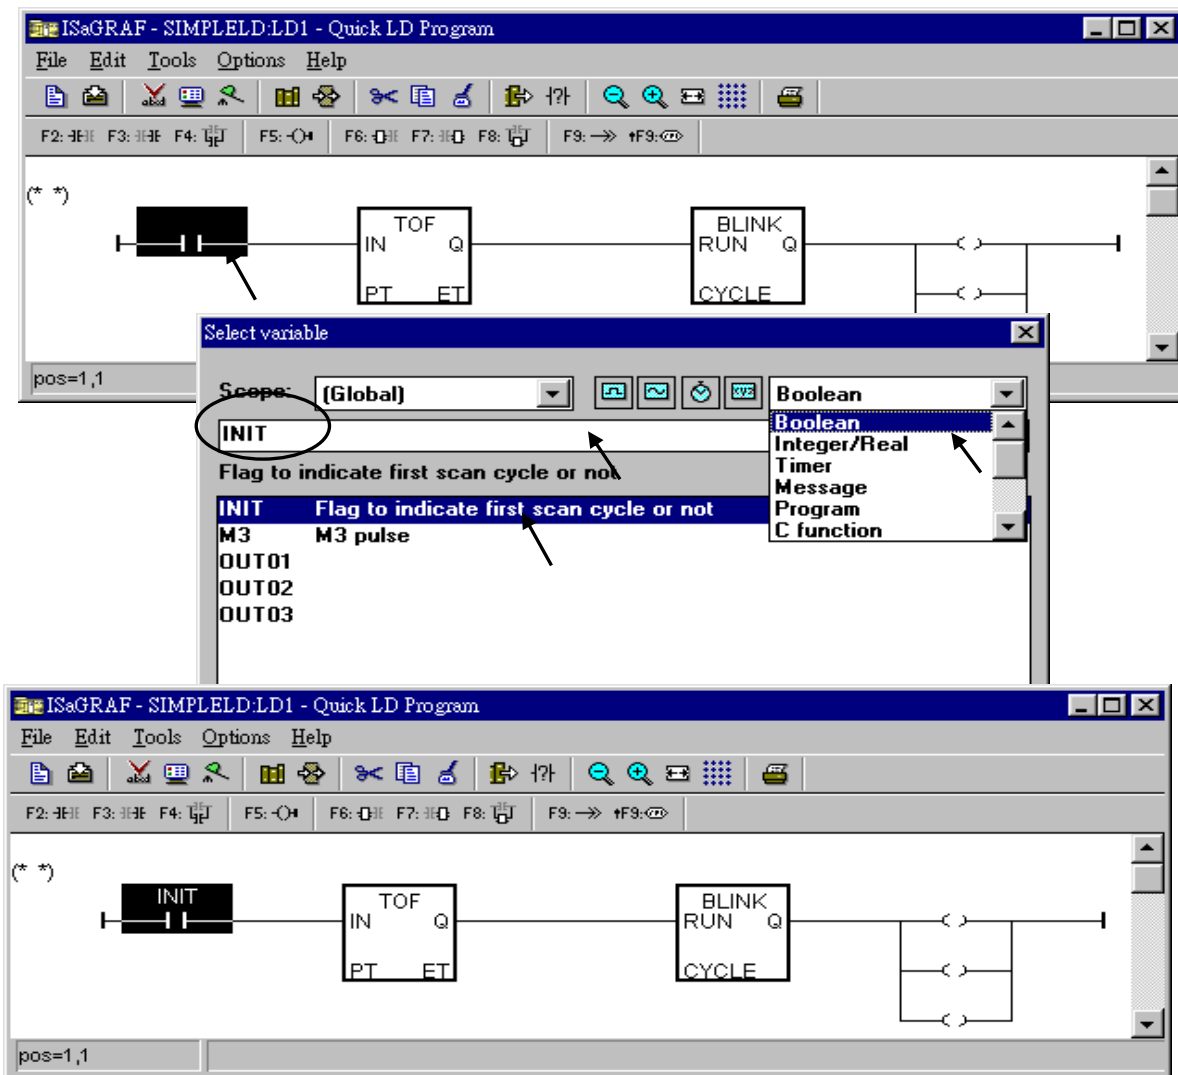 ISaGRAF - SIMPLELD:LD1 - Quick LD Program
File Edit Tools Options Help
F2: F3: F4: F5: F6: F7: F8: F9: F9:
(* *)
TOF
IN Q
PT ET
BLINK
RUN Q
CYCLE
pos=1,1
Select variable
Scope: (Global) Boolean
INIT
Flag to indicate first scan cycle or not
Boolean
Integer/Real
Timer
Message
Program
C function
INIT Flag to indicate first scan cycle or not
M3 M3 pulse
OUT01
OUT02
OUT03
ISaGRAF - SIMPLELD:LD1 - Quick LD Program
File Edit Tools Options Help
F2: F3: F4: F5: F6: F7: F8: F9: F9:
(* *)
INIT
TOF
IN Q
PT ET
BLINK
RUN Q
CYCLE
pos=1,1